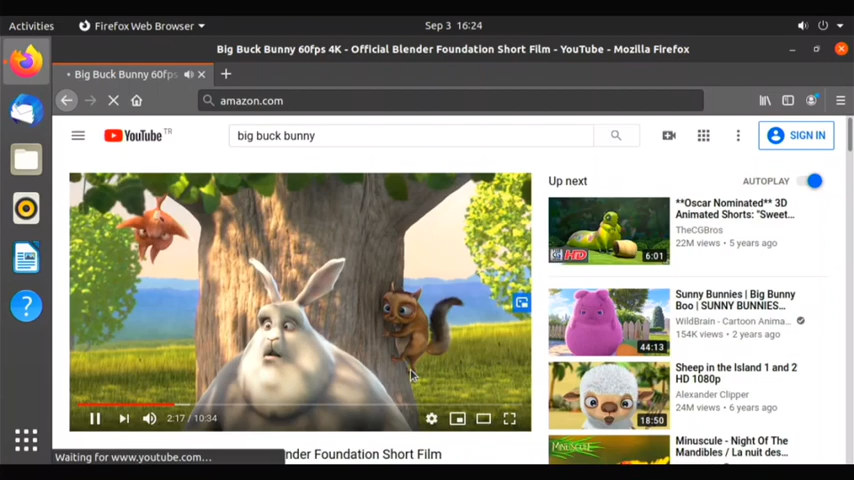 Activities
Firefox Web Browser
Sep 3 16:24
Big Buck Bunny 60fps 4K - Official Blender Foundation Short Film - YouTube - Mozilla Firefox
Big Buck Bunny 60fps
amazon.com
YouTube TR
big buck bunny
SIGN IN
Up next
AUTOPLAY
**Oscar Nominated** 3D
Animated Shorts: "Sweet...
TheCGBros
22M views • 5 years ago
HD
6:01
Sunny Bunnies | Big Bunny
Boo | SUNNY BUNNIES...
WildBrain - Cartoon Anima...
154K views • 2 years ago
44:13
Sheep in the Island 1 and 2
HD 1080p
Alexander Clipper
24M views • 6 years ago
18:50
Minuscule - Night Of The
Mandibles / La nuit des...
MINUSCULE
2:17 / 10:34
nder Foundation Short Film
Waiting for www.youtube.com...